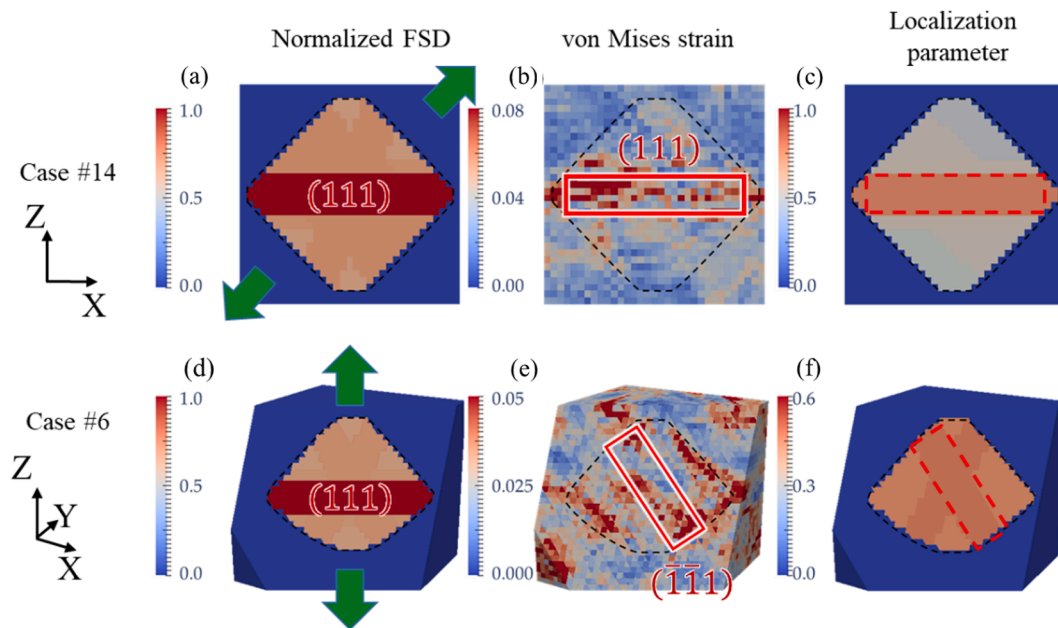 Normalized FSD
von Mises strain
Localization
parameter
(a)
(b)
(c)
Case #14
Z
X
1.0
0.5
0.0
(111)
0.08
0.04
0.00
(111)
1.0
0.5
0.0
(d)
(e)
(f)
Case #6
Z
Y
X
1.0
0.5
0.0
(111)
0.05
0.025
0.000
(1̅1̅1)
0.6
0.3
0.0